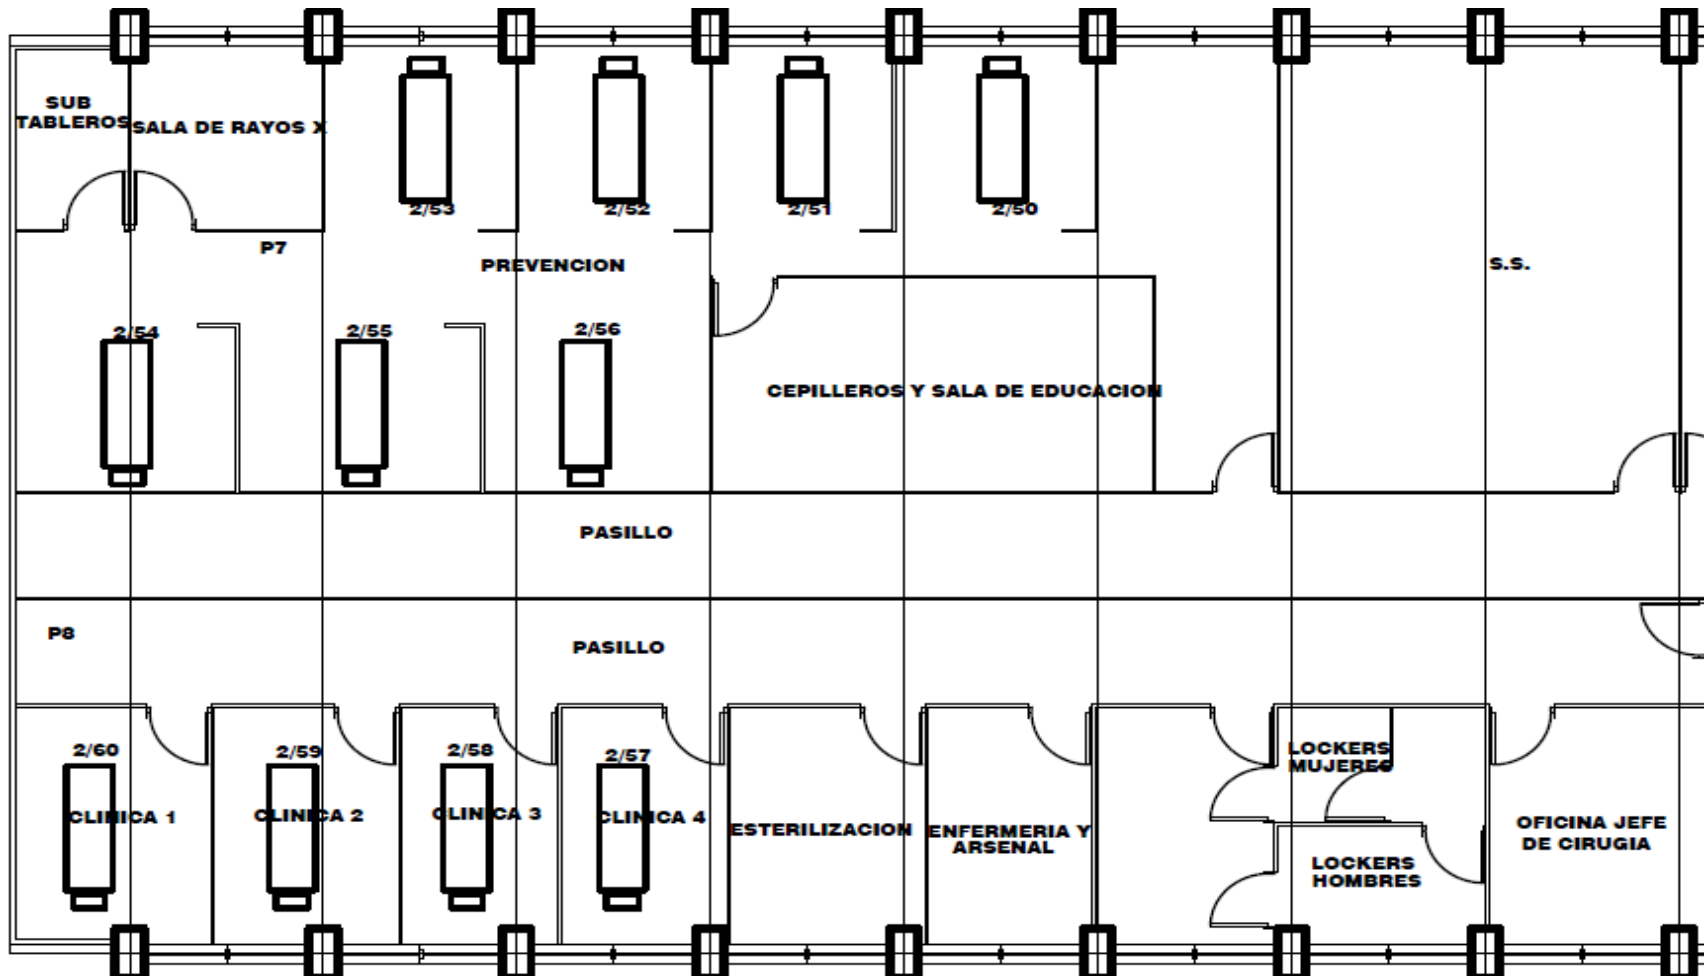 SUB
TABLEROS
SALA DE RAYOS X
2/53
2/52
2/51
2/50
P7
PREVENCION
S.S.
2/54
2/55
2/56
CEPILLEROS Y SALA DE EDUCACION
PASILLO
P8
PASILLO
2/60
2/59
2/58
2/57
LOCKERS
MUJERES
CLINICA 1
CLINICA 2
CLINICA 3
CLINICA 4
ESTERILIZACION
ENFERMERIA Y
ARSENAL
OFICINA JEFE
DE CIRUGIA
LOCKERS
HOMBRES